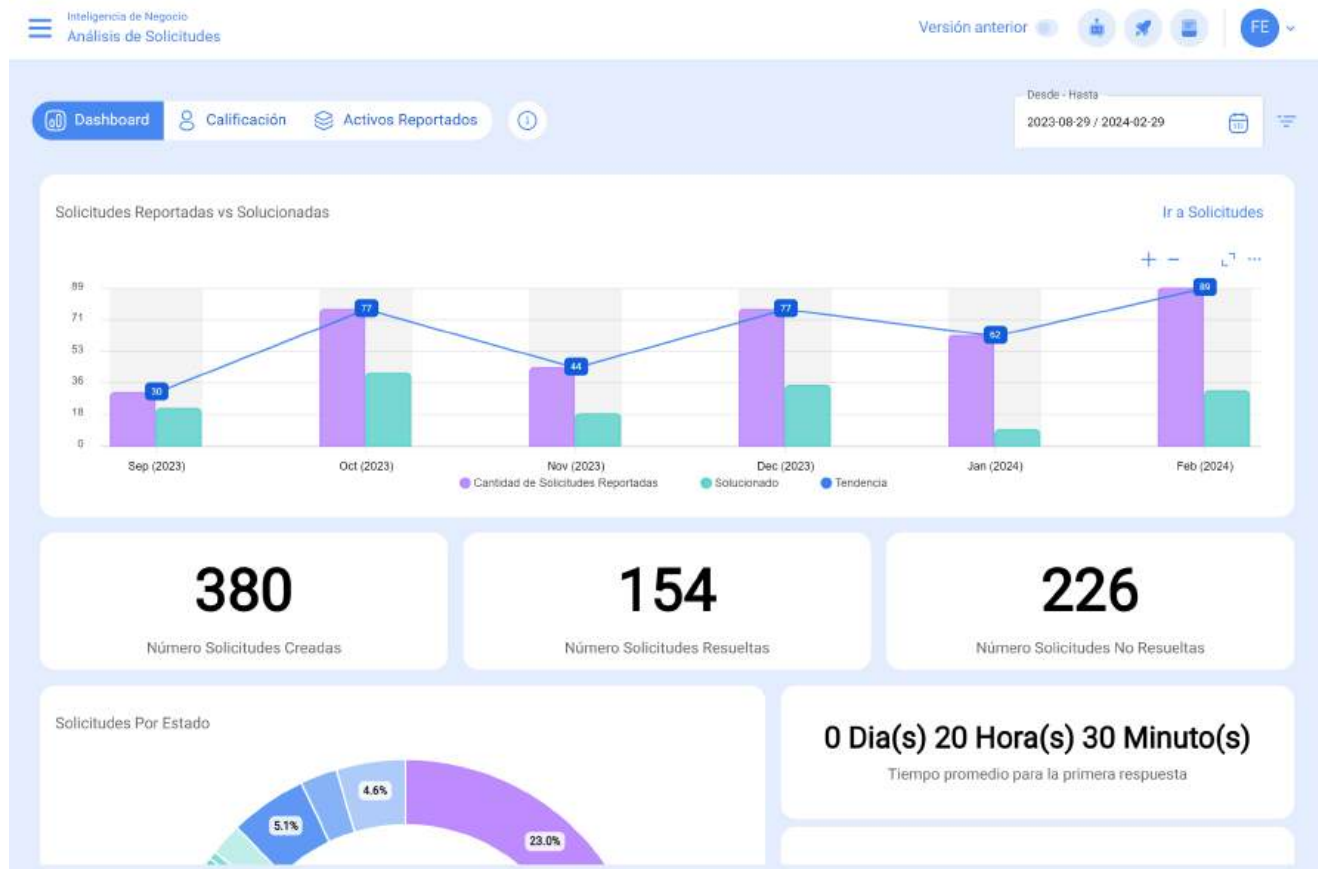 Inteligencia de Negocio
Análisis de Solicitudes
Versión anterior
FE
Dashboard
Calificación
Activos Reportados
Desde - Hasta
2023-08-29 / 2024-02-29
Solicitudes Reportadas vs Solucionadas
Ir a Solicitudes
89
71
53
36
18
0
30
77
44
77
62
89
Sep (2023)
Oct (2023)
Nov (2023)
Dec (2023)
Jan (2024)
Feb (2024)
Cantidad de Solicitudes Reportadas
Solucionado
Tendencia
380
Número Solicitudes Creadas
154
Número Solicitudes Resueltas
226
Número Solicitudes No Resueltas
Solicitudes Por Estado
4.6%
5.1%
23.0%
0 Dia(s) 20 Hora(s) 30 Minuto(s)
Tiempo promedio para la primera respuesta